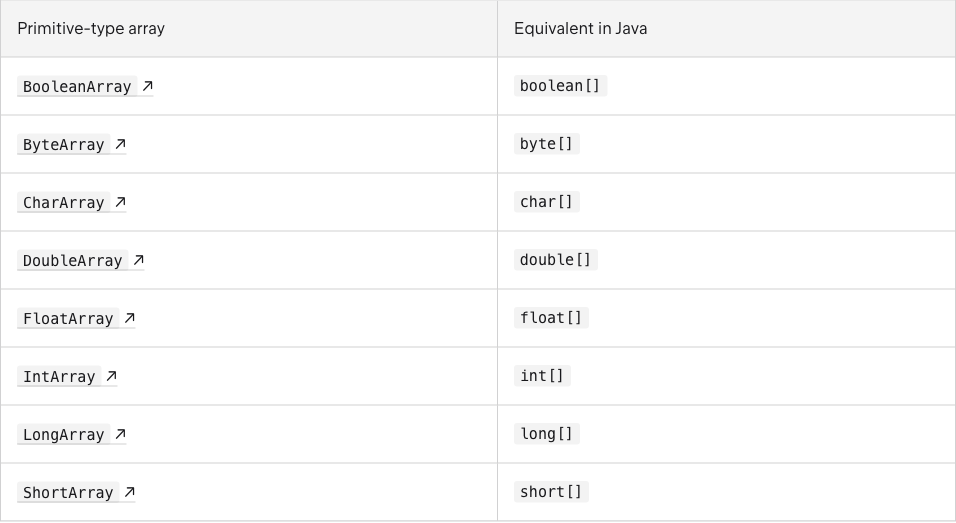 Primitive-type array Equivalent in Java
BooleanArray ↗ boolean[]
ByteArray ↗ byte[]
CharArray ↗ char[]
DoubleArray ↗ double[]
FloatArray ↗ float[]
IntArray ↗ int[]
LongArray ↗ long[]
ShortArray ↗ short[]